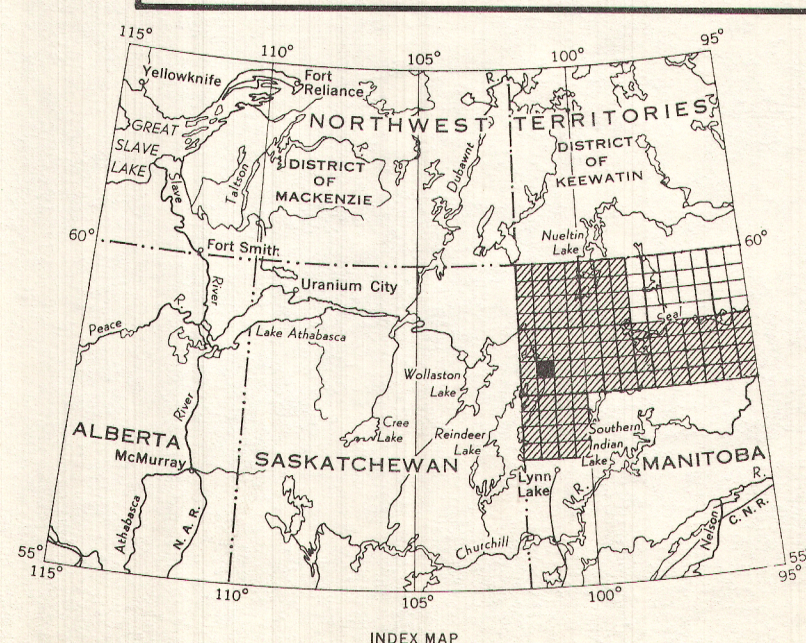 115°
110°
105°
100°
95°
Yellowknife
Fort
Reliance
R.
GREAT
SLAVE
LAKE
NORTHWEST TERRITORIES
DISTRICT
OF
MACKENZIE
DISTRICT
OF
KEEWATIN
Slave
Taltson
R.
Dubawnt
Nueltin
Lake
60°
60°
Fort Smith
Uranium City
River
R.
Peace
Lake Athabasca
Seal
Wollaston
Lake
River
Cree
Lake
Reindeer
Lake
Southern
Indian
Lake
ALBERTA
McMurray
SASKATCHEWAN
MANITOBA
Lynn
Lake
R.
R.
Athabasca
N. A. R.
Churchill
Nelson
C. N. R.
55°
55°
115°
110°
105°
100°
95°
INDEX MAP